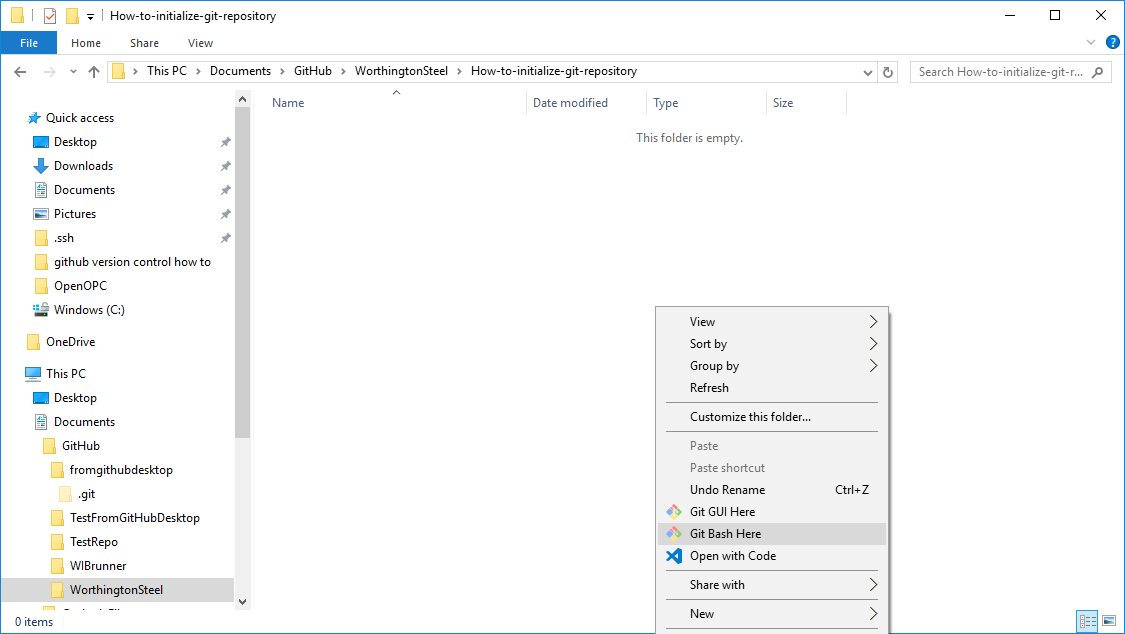 How-to-initialize-git-repository
File Home Share View
This PC Documents GitHub WorthingtonSteel How-to-initialize-git-repository
Search How-to-initialize-git-r...
Name Date modified Type Size
This folder is empty.
Quick access
Desktop
Downloads
Documents
Pictures
.ssh
github version control how to
OpenOPC
Windows (C:)
OneDrive
This PC
Desktop
Documents
GitHub
fromgithubdesktop
.git
TestFromGitHubDesktop
TestRepo
WIBrunner
WorthingtonSteel
View
Sort by
Group by
Refresh
Customize this folder...
Paste
Paste shortcut
Undo Rename Ctrl+Z
Git GUI Here
Git Bash Here
Open with Code
Share with
New
0 items